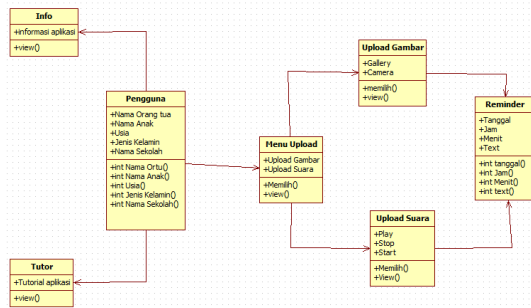 Info
+informasi aplikasi
+view()
Pengguna
+Nama Orang tua
+Nama Anak
+Usia
+Jenis Kelamin
+Nama Sekolah
+int Nama Ortu()
+int Nama Anak()
+int Usia()
+int Jenis Kelamin()
+int Nama Sekolah()
Tutor
+Tutorial aplikasi
+view()
Menu Upload
+Upload Gambar
+Upload Suara
+Memilih()
+view()
Upload Gambar
+Gallery
+Camera
+memilih()
+view()
Upload Suara
+Play
+Stop
+Start
+Memilih()
+View()
Reminder
+Tanggal
+Jam
+Menit
+Text
+int tanggal()
+int Jam()
+int Menit()
+int text()